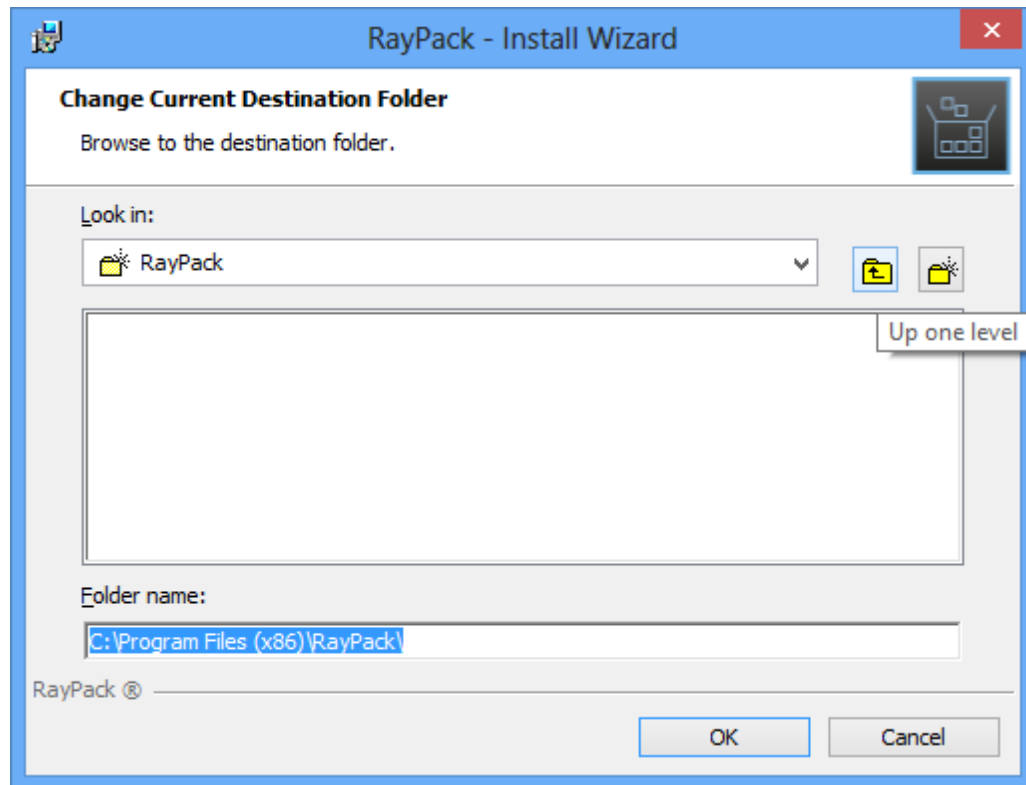 RayPack - Install Wizard
Change Current Destination Folder
Browse to the destination folder.
Look in:
RayPack
Up one level
Folder name:
C:\Program Files (x86)\RayPack\
RayPack ®
OK
Cancel